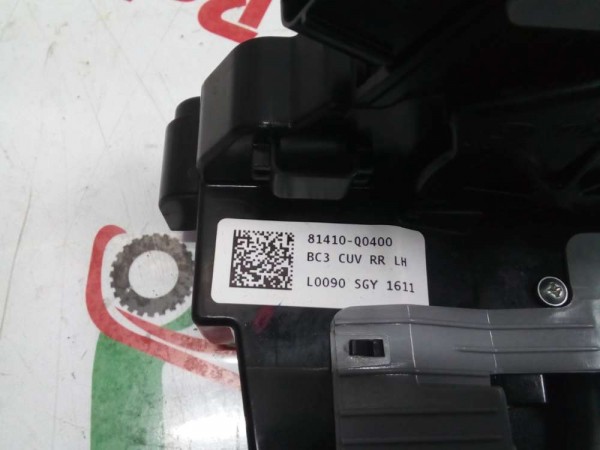 81410-Q0400
BC3 CUV RR LH
L0090 SGY 1611